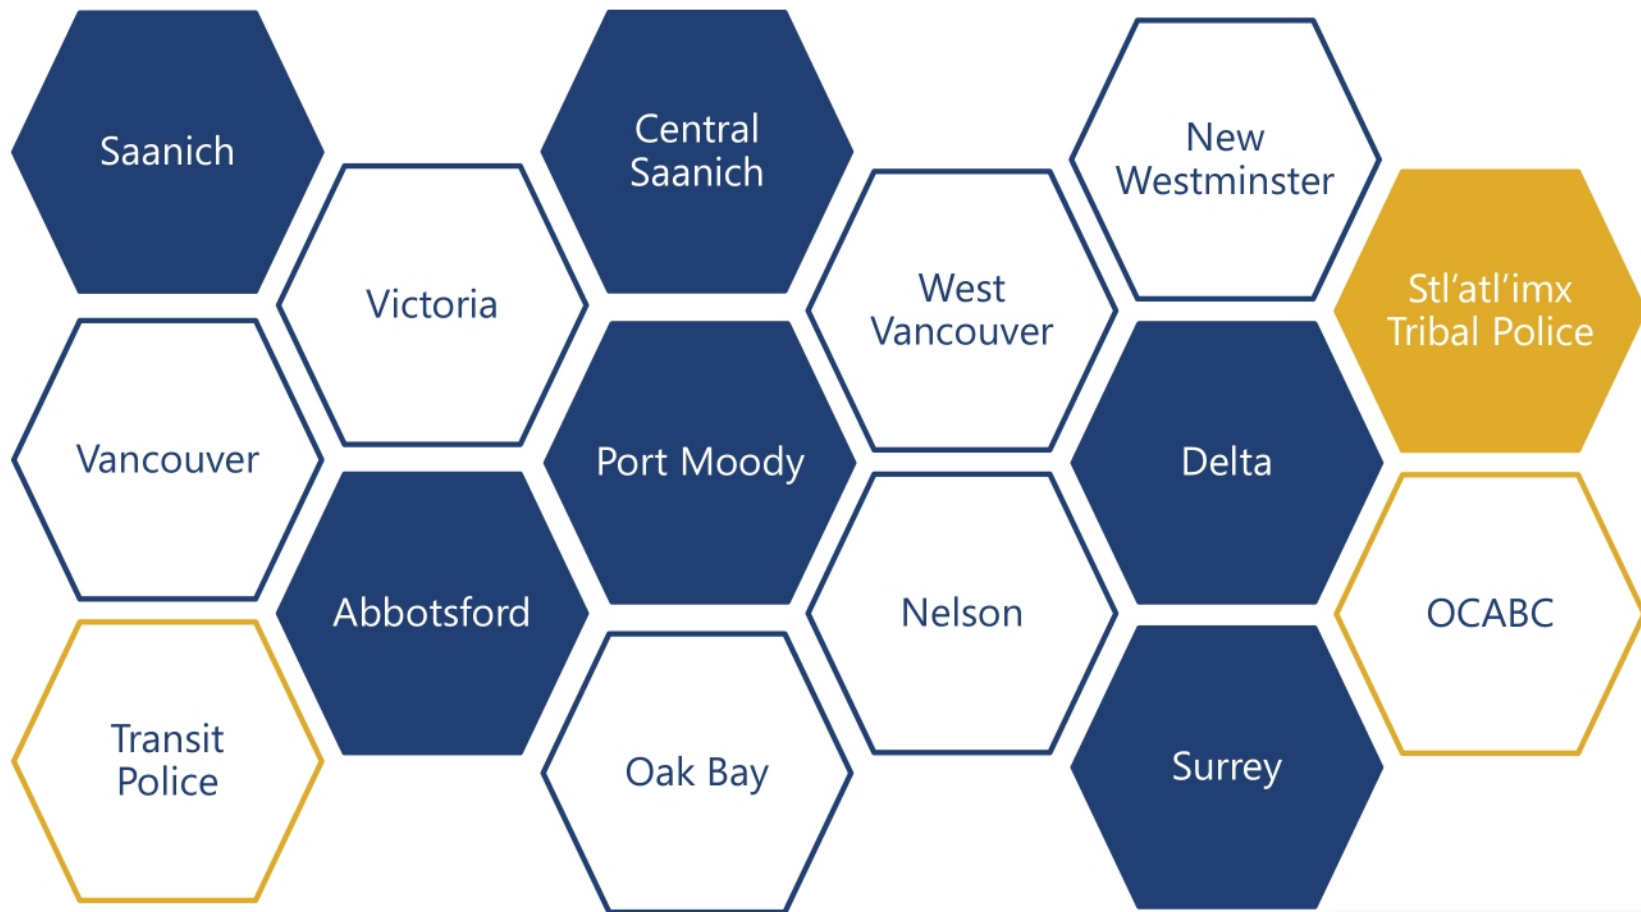 Saanich
Central
Saanich
New
Westminster
Victoria
West
Vancouver
Stl’atl’imx
Tribal Police
Vancouver
Port Moody
Delta
Abbotsford
Nelson
OCABC
Transit
Police
Oak Bay
Surrey